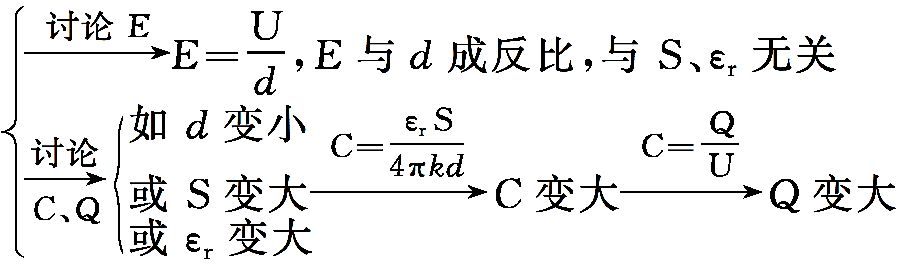 讨论 E → E=U/d,E 与 d 成反比,与 S、εr 无关
讨论 C、Q
如 d 变小
或 S 变大
或 εr 变大
C=εrS/4πkd → C 变大
C=Q/U → Q 变大